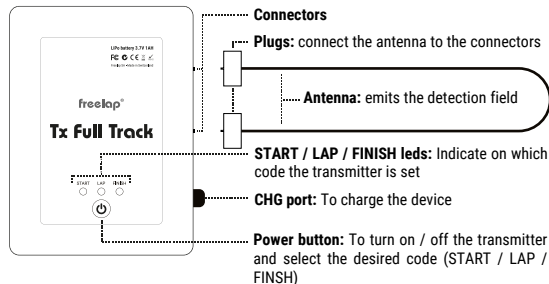 Connectors
Plugs: connect the antenna to the connectors
LiPo battery 3.7V 1AH
FC CE
Antenna: emits the detection field
freelap®
Tx Full Track
START / LAP / FINISH leds: Indicate on which
code the transmitter is set
START LAP FINISH
CHG port: To charge the device
Power button: To turn on / off the transmitter
and select the desired code (START / LAP /
FINSH)